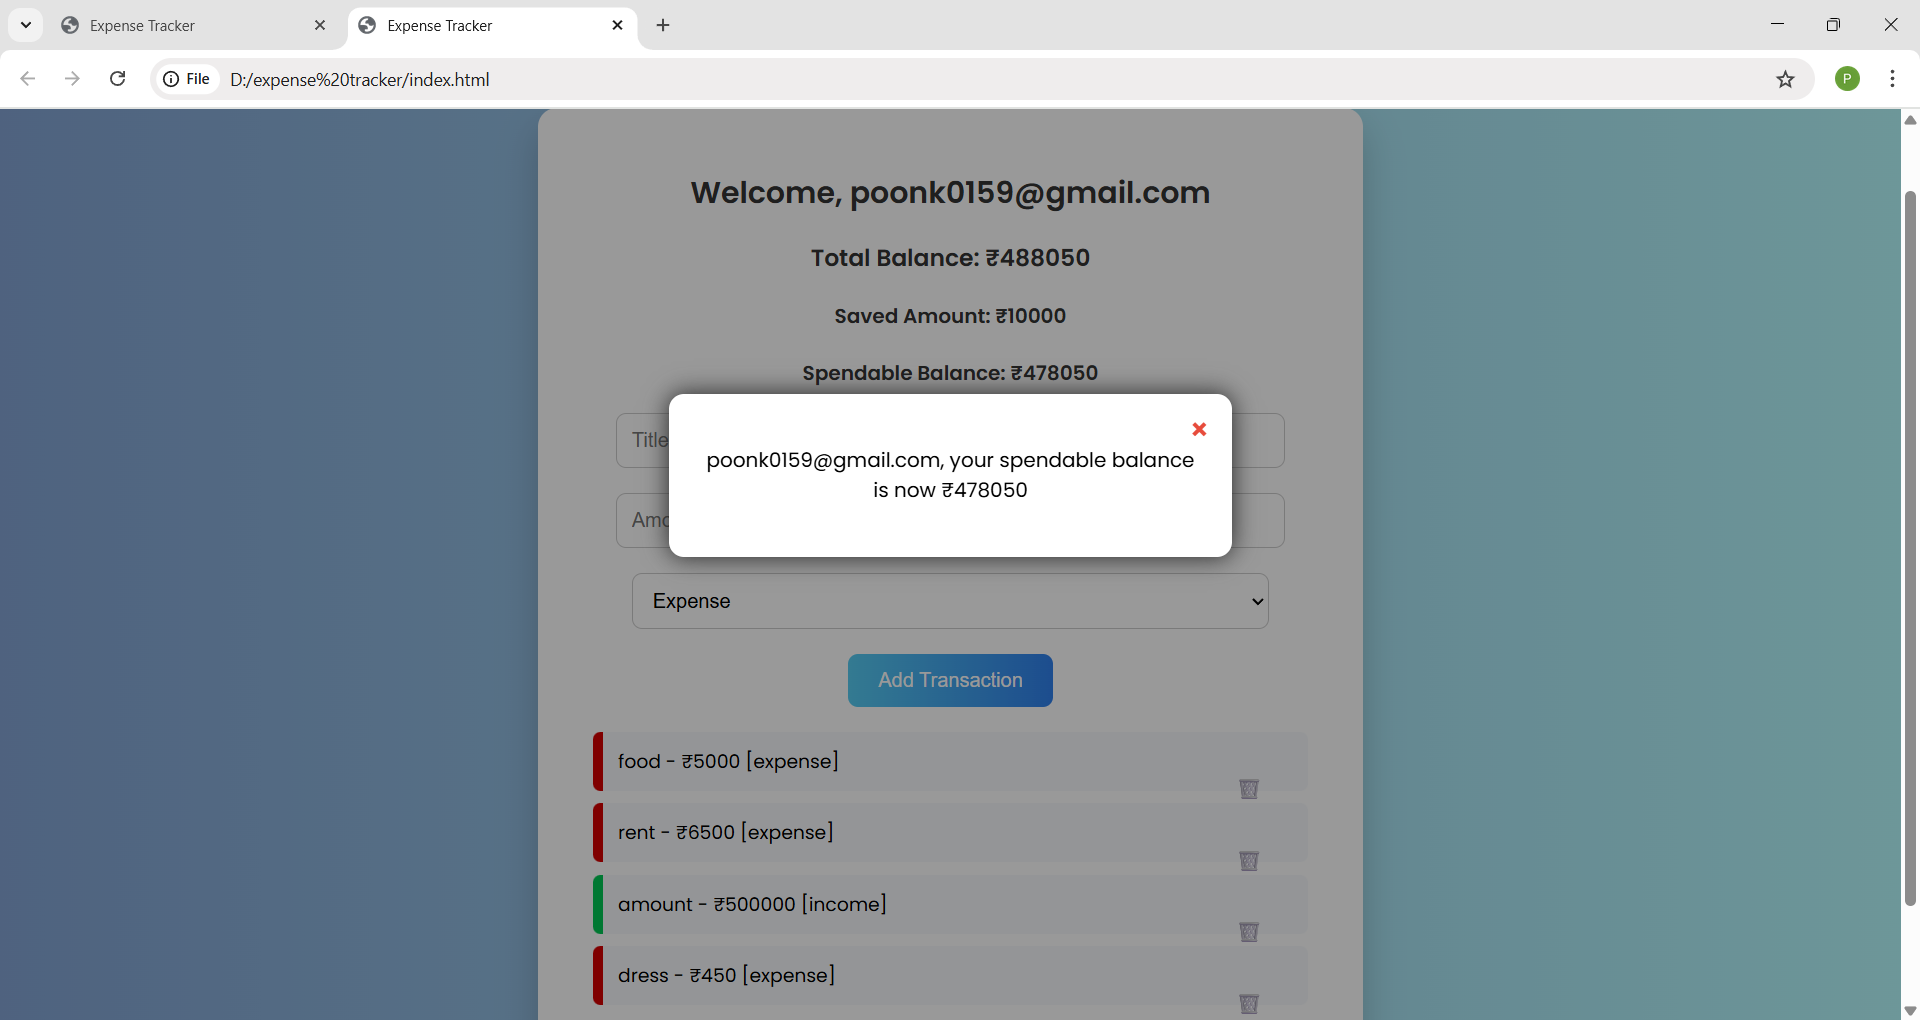 Expense Tracker
Expense Tracker
File
D:/expense%20tracker/index.html
P
Welcome, poonk0159@gmail.com
Total Balance: ₹488050
Saved Amount: ₹10000
Spendable Balance: ₹478050
Title
poonk0159@gmail.com, your spendable balance
is now ₹478050
Expense
Add Transaction
food - ₹5000 [expense]
rent - ₹6500 [expense]
amount - ₹500000 [income]
dress - ₹450 [expense]